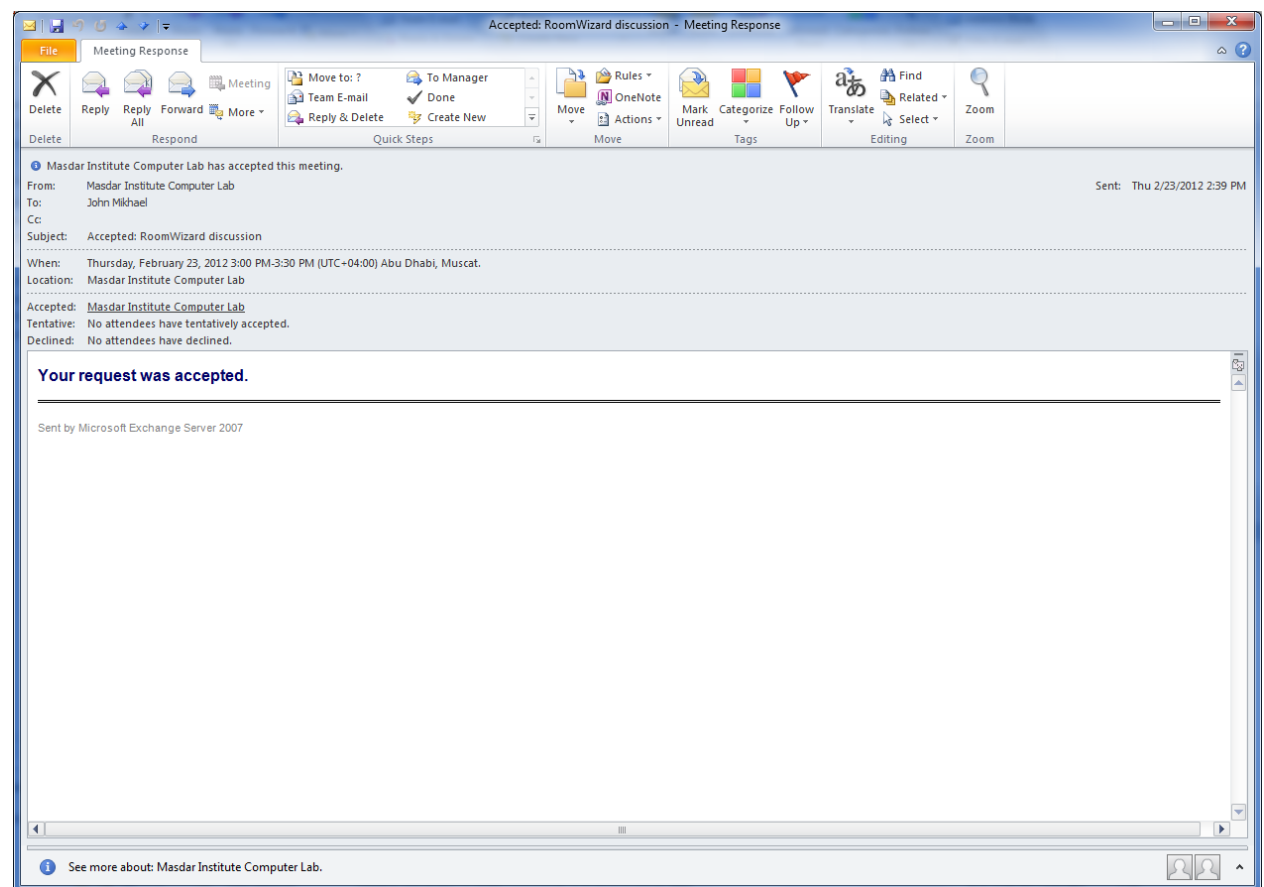 Accepted: RoomWizard discussion - Meeting Response
File Meeting Response
Delete
Reply
Reply All
Forward
Meeting
More
Move to: ?
To Manager
Team E-mail
Done
Reply & Delete
Create New
Move
Rules
OneNote
Actions
Mark Unread
Categorize
Follow Up
Translate
Find
Related
Select
Zoom
Delete Respond Quick Steps Move Tags Editing Zoom
Masdar Institute Computer Lab has accepted this meeting.
From: Masdar Institute Computer Lab Sent: Thu 2/23/2012 2:39 PM
To: John Mikhael
Cc:
Subject: Accepted: RoomWizard discussion
When: Thursday, February 23, 2012 3:00 PM-3:30 PM (UTC+04:00) Abu Dhabi, Muscat.
Location: Masdar Institute Computer Lab
Accepted: Masdar Institute Computer Lab
Tentative: No attendees have tentatively accepted.
Declined: No attendees have declined.
Your request was accepted.
Sent by Microsoft Exchange Server 2007
See more about: Masdar Institute Computer Lab.